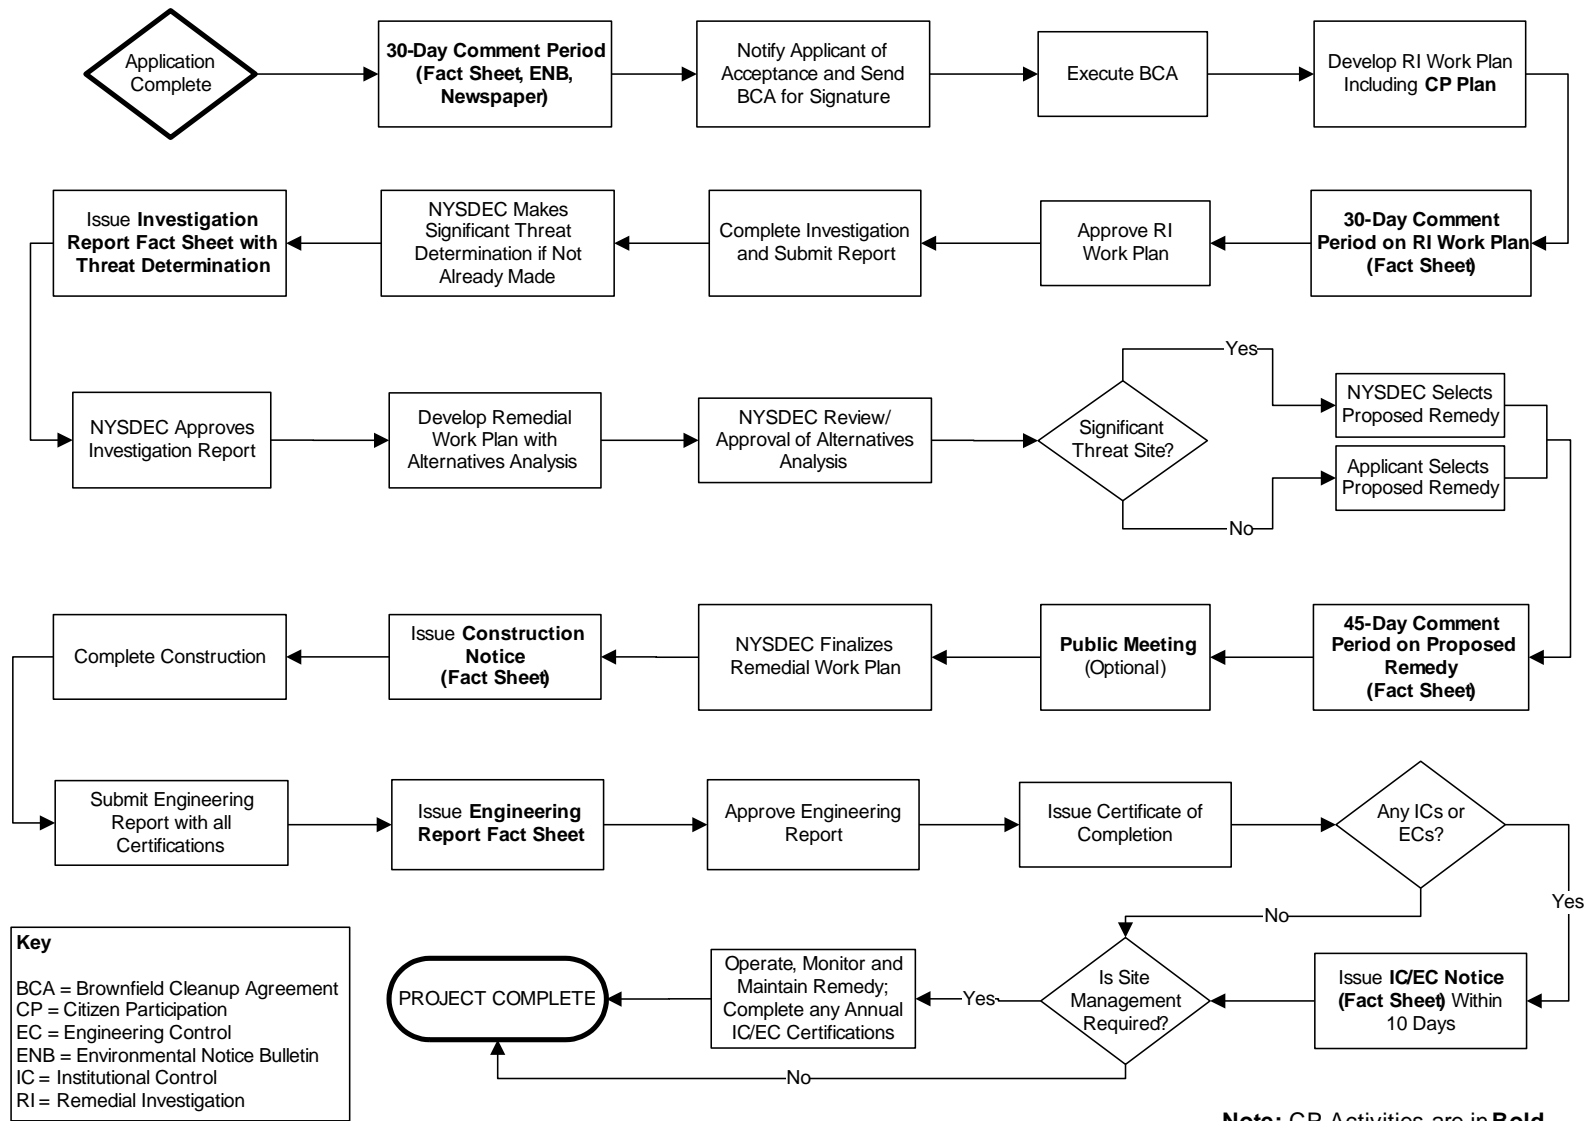 Application
Complete
30-Day Comment Period
(Fact Sheet, ENB,
Newspaper)
Notify Applicant of
Acceptance and Send
BCA for Signature
Execute BCA
Develop RI Work Plan
Including CP Plan
30-Day Comment
Period on RI Work Plan
(Fact Sheet)
Approve RI
Work Plan
Complete Investigation
and Submit Report
NYSDEC Makes
Significant Threat
Determination if Not
Already Made
Issue Investigation
Report Fact Sheet with
Threat Determination
NYSDEC Approves
Investigation Report
Develop Remedial
Work Plan with
Alternatives Analysis
NYSDEC Review/
Approval of Alternatives
Analysis
Significant
Threat Site?
Yes
No
NYSDEC Selects
Proposed Remedy
Applicant Selects
Proposed Remedy
45-Day Comment
Period on Proposed
Remedy
(Fact Sheet)
Public Meeting
(Optional)
NYSDEC Finalizes
Remedial Work Plan
Issue Construction
Notice
(Fact Sheet)
Complete Construction
Submit Engineering
Report with all
Certifications
Issue Engineering
Report Fact Sheet
Approve Engineering
Report
Issue Certificate of
Completion
Any ICs or
ECs?
Yes
No
Issue IC/EC Notice
(Fact Sheet) Within
10 Days
Is Site
Management
Required?
Yes
No
Operate, Monitor and
Maintain Remedy;
Complete any Annual
IC/EC Certifications
PROJECT COMPLETE
Key
BCA = Brownfield Cleanup Agreement
CP = Citizen Participation
EC = Engineering Control
ENB = Environmental Notice Bulletin
IC = Institutional Control
RI = Remedial Investigation
Note: CP Activities are in Bold